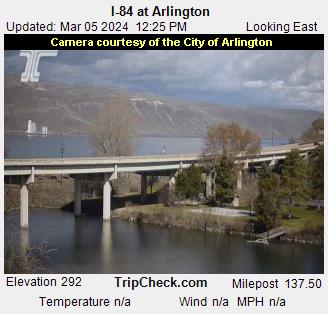 I-84 at Arlington
Updated: Mar 05 2024 12:25 PM Looking East
Camera courtesy of the City of Arlington
Elevation 292 TripCheck.com Milepost 137.50
Temperature n/a Wind n/a MPH n/a